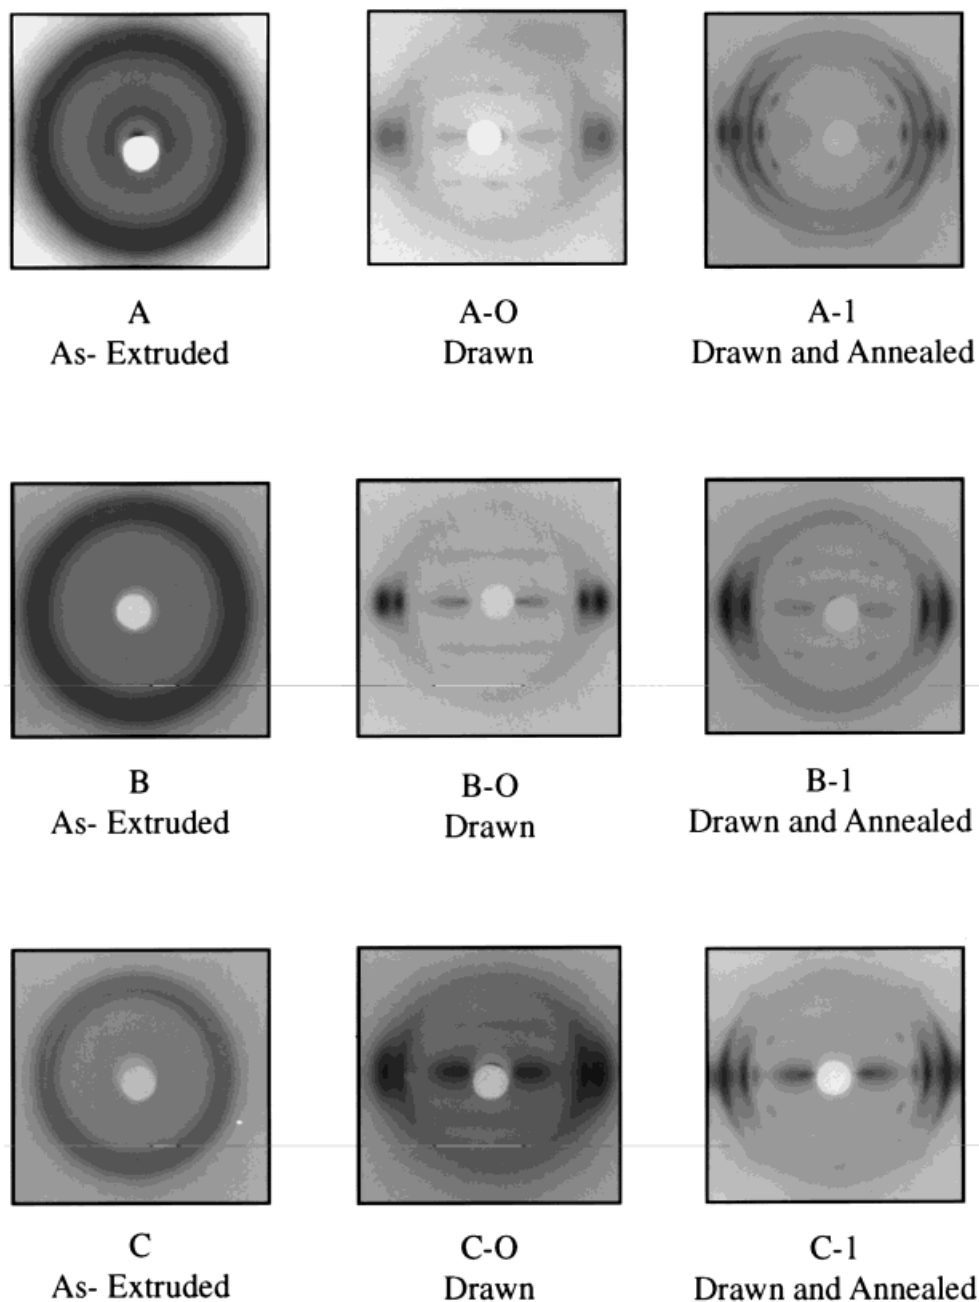 A
As- Extruded
A-O
Drawn
A-1
Drawn and Annealed
B
As- Extruded
B-O
Drawn
B-1
Drawn and Annealed
C
As- Extruded
C-O
Drawn
C-1
Drawn and Annealed